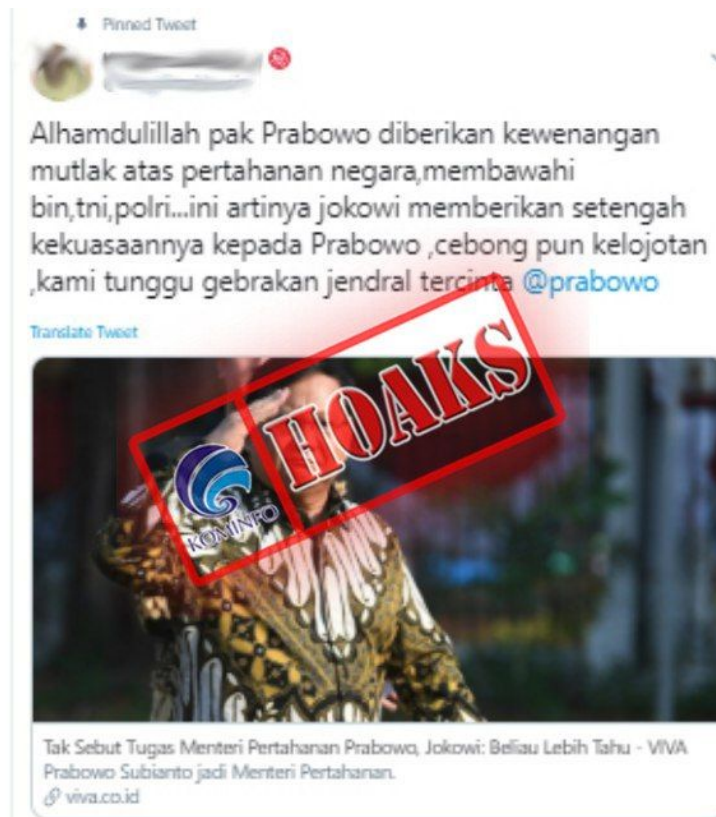 Pinned Tweet
Alhamdulillah pak Prabowo diberikan kewenangan
mutlak atas pertahanan negara,membawahi
bin,tni,polri...ini artinya jokowi memberikan setengah
kekuasaannya kepada Prabowo ,cebong pun kelojotan
,kami tunggu gebrakan jendral tercinta @prabowo
Translate Tweet
HOAKS
KOMINFO
Tak Sebut Tugas Menteri Pertahanan Prabowo, Jokowi: Beliau Lebih Tahu - VIVA
Prabowo Subianto jadi Menteri Pertahanan.
viva.co.id